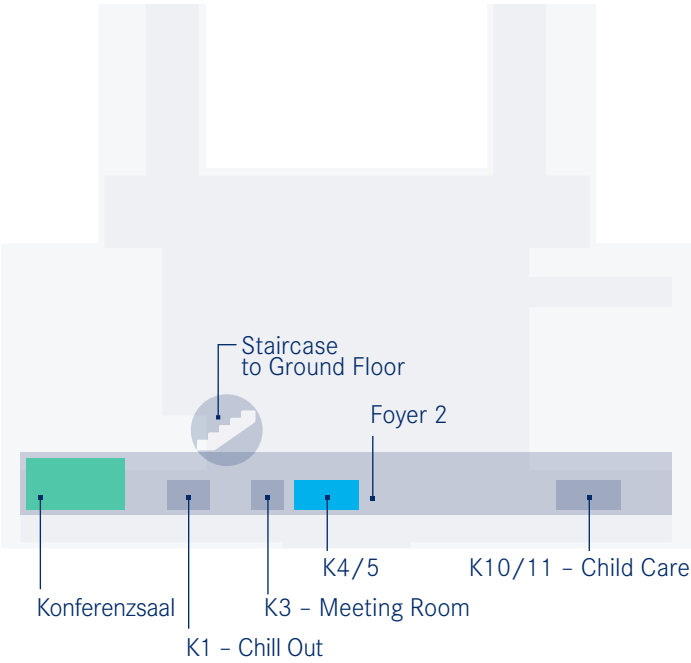 Staircase
to Ground Floor
Foyer 2
K4/5
K10/11 – Child Care
Konferenzsaal
K3 – Meeting Room
K1 – Chill Out